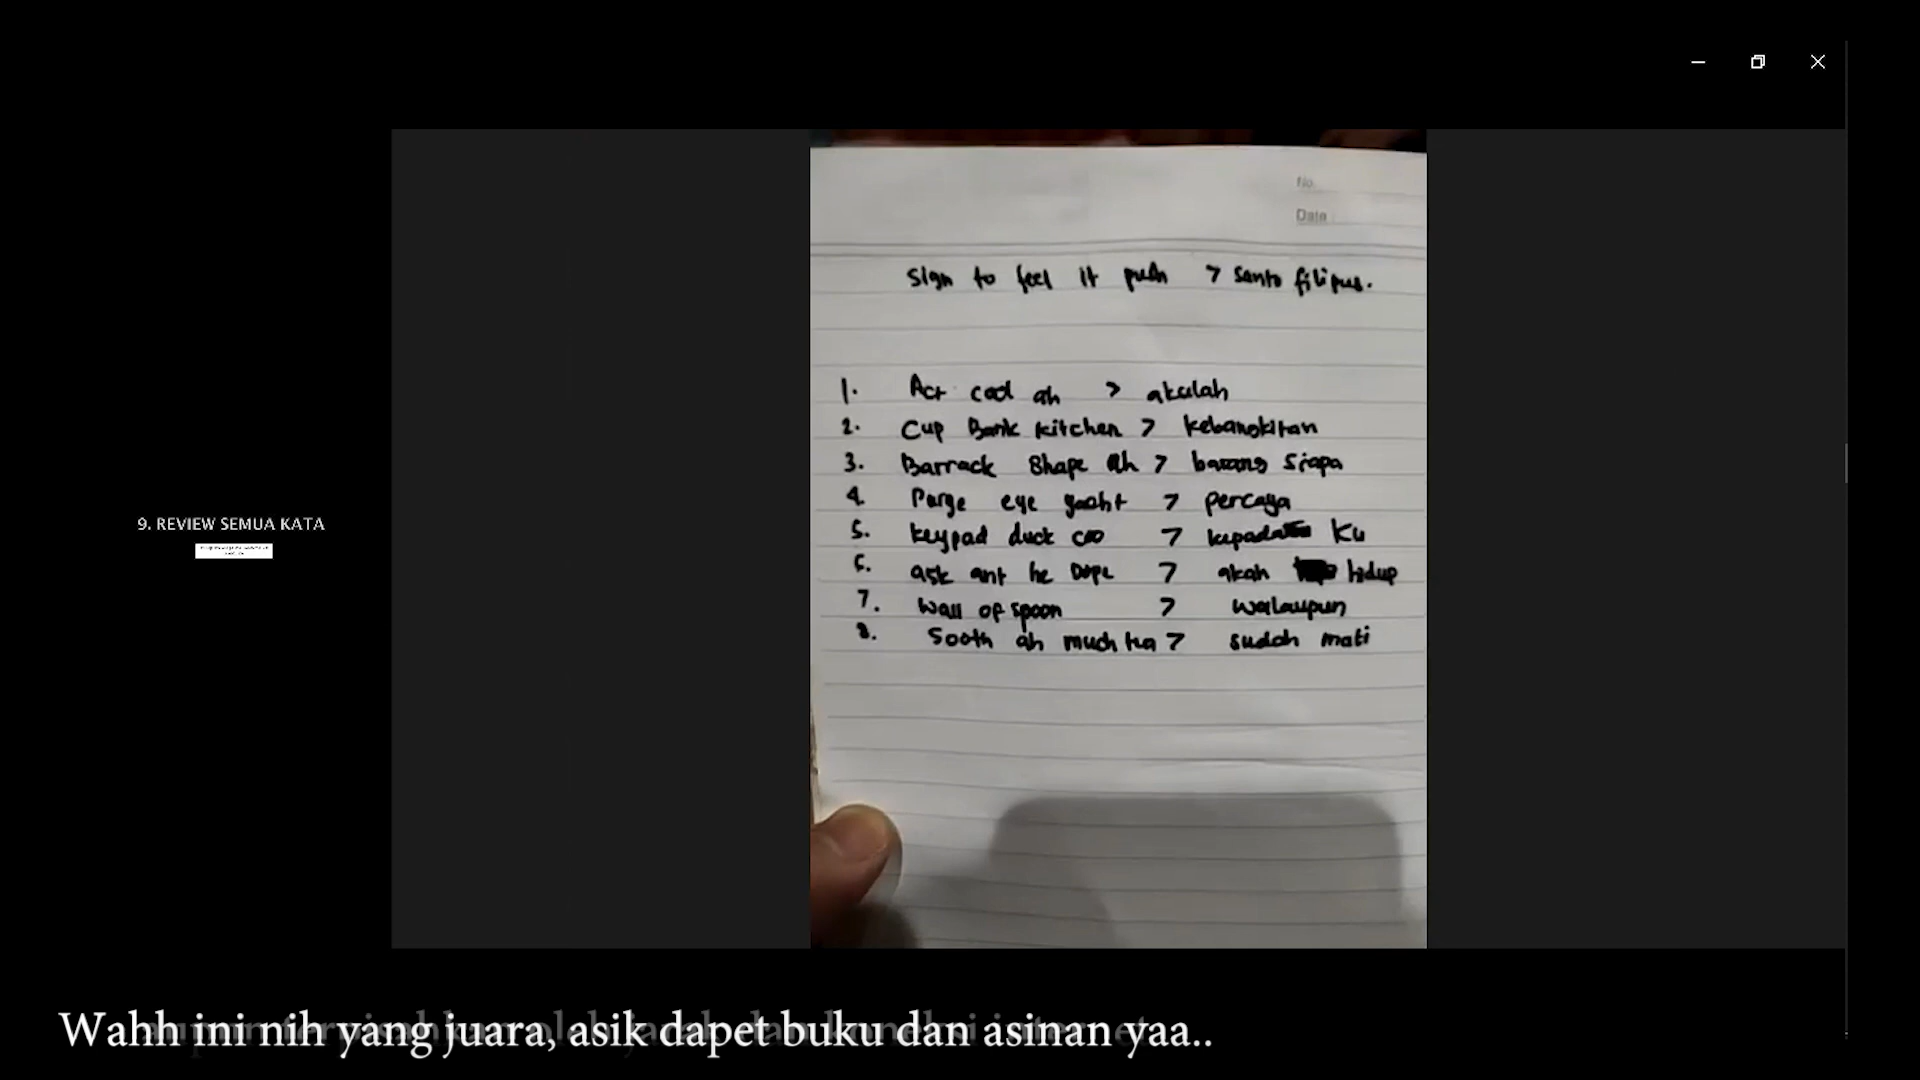 9. REVIEW SEMUA KATA
No.
Date
Sign to feel it push > Santo filipus.
1. Act cool ah > akulah
2. Cup Bank kitchen > kebangkitan
3. Barrack Shape ah > barang siapa
4. Parge eye yacht > percaya
5. keypad duck coo > kepada Ku
6. ask ant he Dope > akan hidup
7. Wall of spoon > walaupun
8. Sooth ah much tea > sudah mati
Wahh ini nih yang juara, asik dapet buku dan asinan yaa..